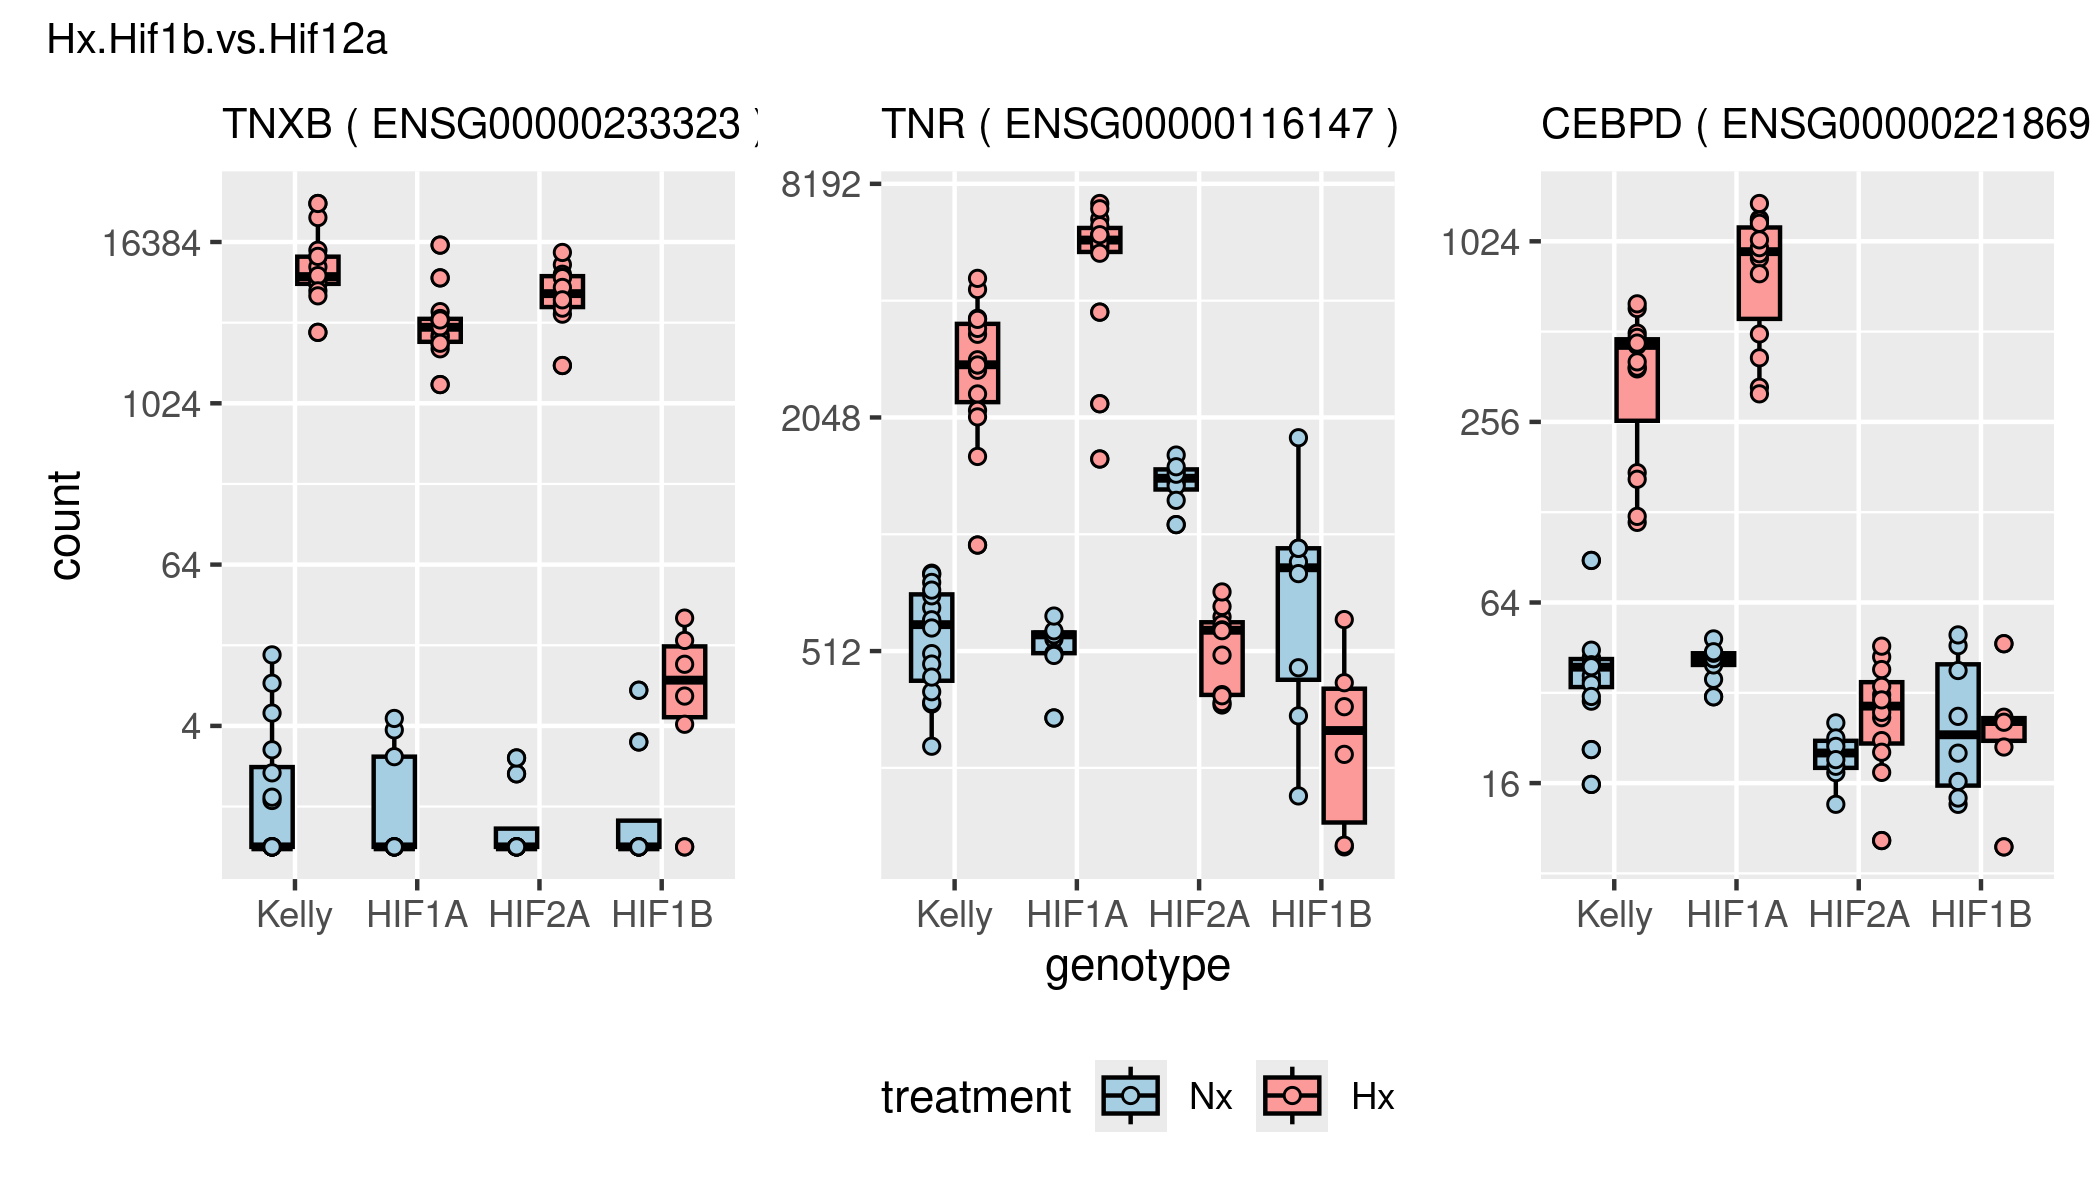 Hx.Hif1b.vs.Hif12a
TNXB ( ENSG00000233323 )
TNR ( ENSG00000116147 )
CEBPD ( ENSG00000221869
count
16384
1024
64
4
Kelly HIF1A HIF2A HIF1B
8192
2048
512
Kelly HIF1A HIF2A HIF1B
1024
256
64
16
Kelly HIF1A HIF2A HIF1B
genotype
treatment Nx Hx